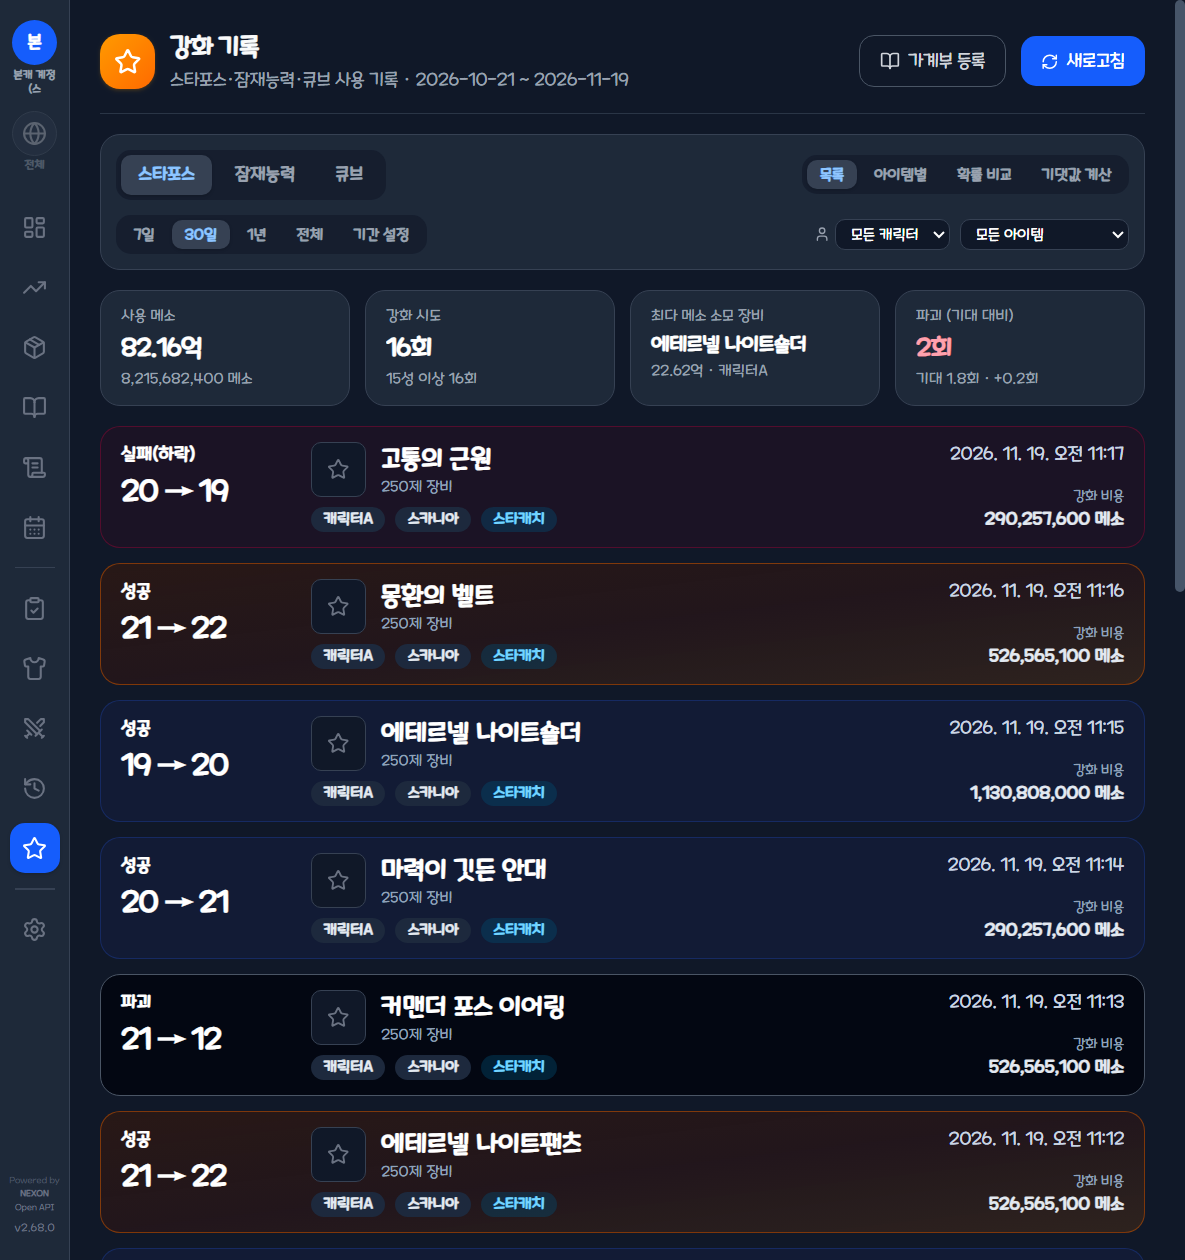 본
본캐 계정
(스
전체
Powered by
NEXON
Open API
v2.68.0
강화 기록
스타포스·잠재능력·큐브 사용 기록 · 2026-10-21 ~ 2026-11-19
가계부 등록
새로고침
스타포스 잠재능력 큐브
목록 아이템별 확률 비교 기댓값 계산
7일 30일 1년 전체 기간 설정
모든 캐릭터 모든 아이템
사용 메소
82.16억
8,215,682,400 메소
강화 시도
16회
15성 이상 16회
최다 메소 소모 장비
에테르넬 나이트숄더
22.62억 · 캐릭터A
파괴 (기대 대비)
2회
기대 1.8회 · +0.2회
실패(하락)
20 → 19
고통의 근원
250제 장비
캐릭터A 스카니아 스타캐치
2026. 11. 19. 오전 11:17
강화 비용
290,257,600 메소
성공
21 → 22
몽환의 벨트
250제 장비
캐릭터A 스카니아 스타캐치
2026. 11. 19. 오전 11:16
강화 비용
526,565,100 메소
성공
19 → 20
에테르넬 나이트숄더
250제 장비
캐릭터A 스카니아 스타캐치
2026. 11. 19. 오전 11:15
강화 비용
1,130,808,000 메소
성공
20 → 21
마력이 깃든 안대
250제 장비
캐릭터A 스카니아 스타캐치
2026. 11. 19. 오전 11:14
강화 비용
290,257,600 메소
파괴
21 → 12
커맨더 포스 이어링
250제 장비
캐릭터A 스카니아 스타캐치
2026. 11. 19. 오전 11:13
강화 비용
526,565,100 메소
성공
21 → 22
에테르넬 나이트팬츠
250제 장비
캐릭터A 스카니아 스타캐치
2026. 11. 19. 오전 11:12
강화 비용
526,565,100 메소